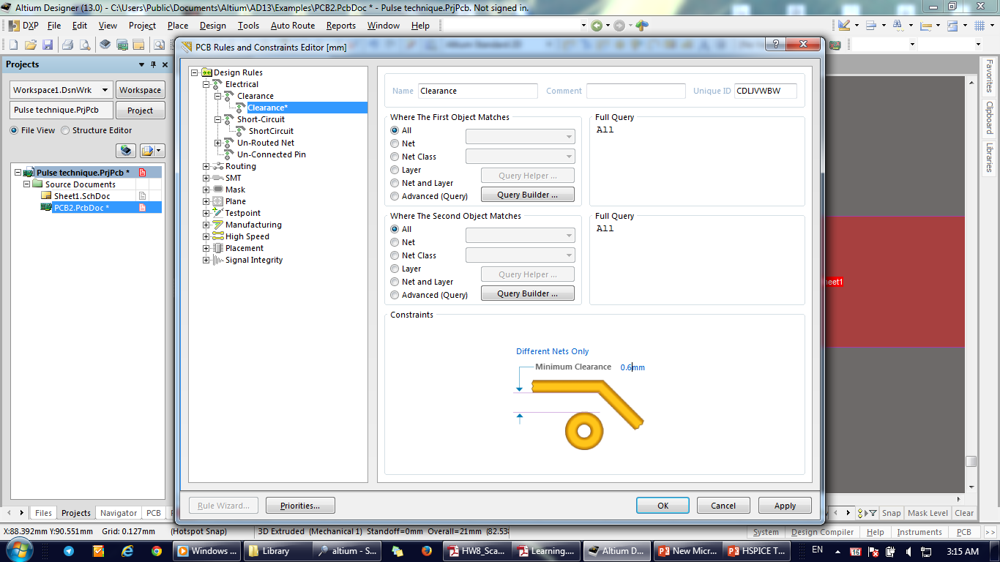 Altium Designer (13.0) - C:\Users\Public\Documents\Altium\AD13\Examples\PCB2.PcbDoc * - Pulse technique.PrjPcb. Not signed in.
DXP File Edit View Project Place Design Tools Auto Route Reports Window Help
PCB Rules and Constraints Editor [mm]
Projects
Workspace1.DsnWrk Workspace
Pulse technique.PrjPcb Project
File View Structure Editor
Pulse technique.PrjPcb *
Source Documents
Sheet1.SchDoc
PCB2.PcbDoc *
Design Rules
Electrical
Clearance
Clearance*
Short-Circuit
ShortCircuit
Un-Routed Net
Un-Connected Pin
Routing
SMT
Mask
Plane
Testpoint
Manufacturing
High Speed
Placement
Signal Integrity
Name Clearance Comment Unique ID CDLJVWBW
Where The First Object Matches
All
Net
Net Class
Layer
Net and Layer
Advanced (Query)
Query Helper ...
Query Builder ...
Full Query
All
Where The Second Object Matches
All
Net
Net Class
Layer
Net and Layer
Advanced (Query)
Query Helper ...
Query Builder ...
Full Query
All
Constraints
Different Nets Only
Minimum Clearance 0.6mm
Rule Wizard... Priorities... OK Cancel Apply
Favorites
Clipboard
Libraries
heet1
Files Projects Navigator PCB
Snap Mask Level Clear
X:88.392mm Y:90.551mm Grid: 0.127mm (Hotspot Snap) 3D Extruded (Mechanical 1) Standoff=0mm Overall=21mm (82.53
System Design Compiler Help Instruments PCB >>
Windows ... Library altium - S... HW8_Sca... Learning.... Altium D... New Micr... HSPICE T... EN 16 3:15 AM